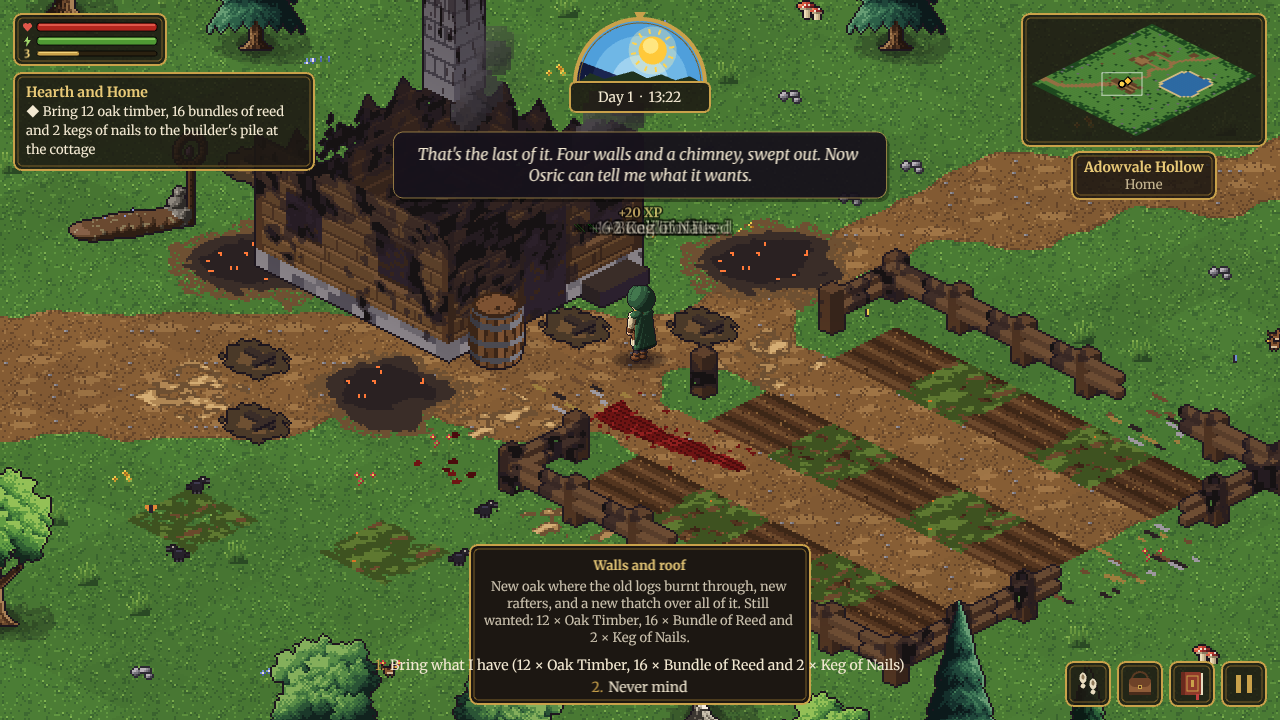 3
Hearth and Home
◆ Bring 12 oak timber, 16 bundles of reed
and 2 kegs of nails to the builder's pile at
the cottage
Day 1 · 13:22
That's the last of it. Four walls and a chimney, swept out. Now
Osric can tell me what it wants.
+20 XP
Keg of Nails
Adowvale Hollow
Home
Walls and roof
New oak where the old logs burnt through, new
rafters, and a new thatch over all of it. Still
wanted: 12 × Oak Timber, 16 × Bundle of Reed and
2 × Keg of Nails.
1. Bring what I have (12 × Oak Timber, 16 × Bundle of Reed and 2 × Keg of Nails)
2. Never mind